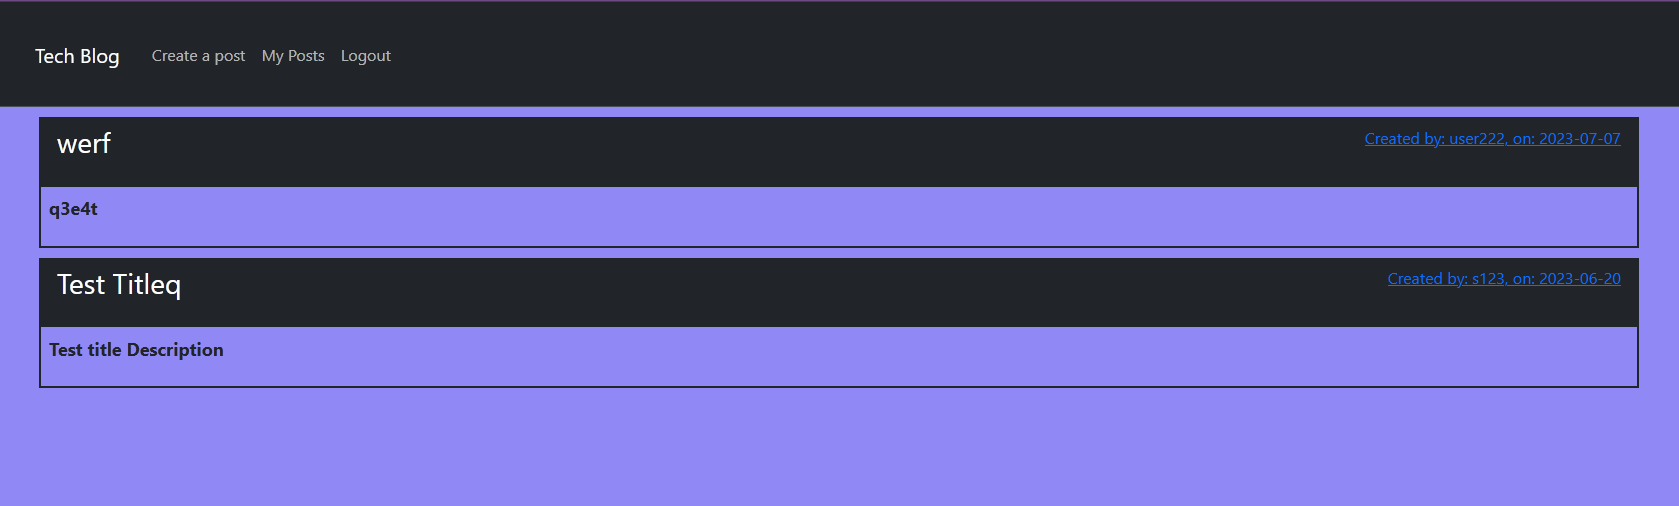 Tech Blog Create a post My Posts Logout
werf Created by: user222, on: 2023-07-07
q3e4t
Test Titleq Created by: s123, on: 2023-06-20
Test title Description